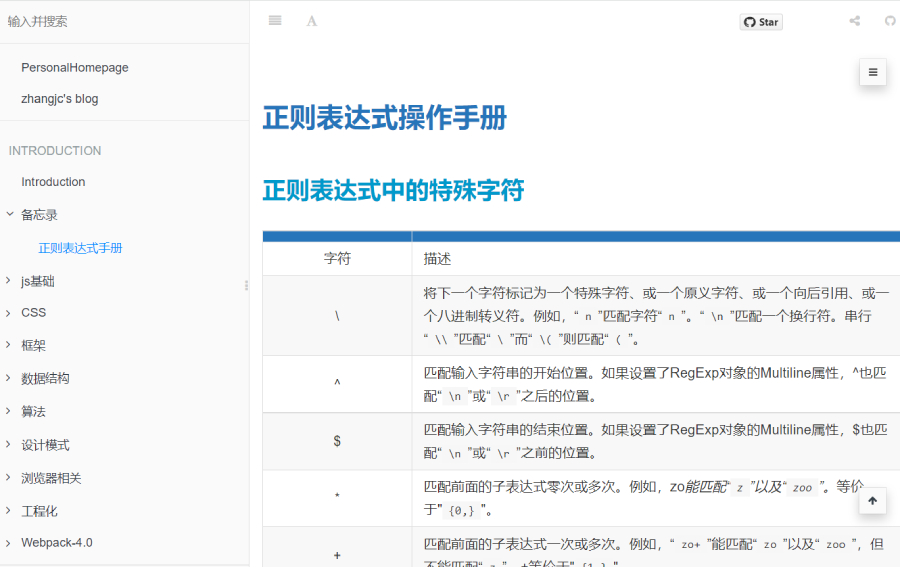 输入并搜索
PersonalHomepage
zhangjc's blog
INTRODUCTION
Introduction
备忘录
正则表达式手册
js基础
CSS
框架
数据结构
算法
设计模式
浏览器相关
工程化
Webpack-4.0
A
Star
正则表达式操作手册
正则表达式中的特殊字符
字符 描述
\ 将下一个字符标记为一个特殊字符、或一个原义字符、或一个向后引用、或一
个八进制转义符。例如，“ n ”匹配字符“ n ”。“ \n ”匹配一个换行符。串行
“ \\ ”匹配“ \ ”而“ \( ”则匹配“ ( ”。
^ 匹配输入字符串的开始位置。如果设置了RegExp对象的Multiline属性，^也匹
配“ \n ”或“ \r ”之后的位置。
$ 匹配输入字符串的结束位置。如果设置了RegExp对象的Multiline属性，$也匹
配“ \n ”或“ \r ”之前的位置。
* 匹配前面的子表达式零次或多次。例如，zo能匹配“ z ”以及“ zoo ”。等价
于" {0,} "。
+ 匹配前面的子表达式一次或多次。例如，“ zo+ ”能匹配“ zo ”以及“ zoo ”，但
不能匹配“ z ”。+等价于" {1,} "